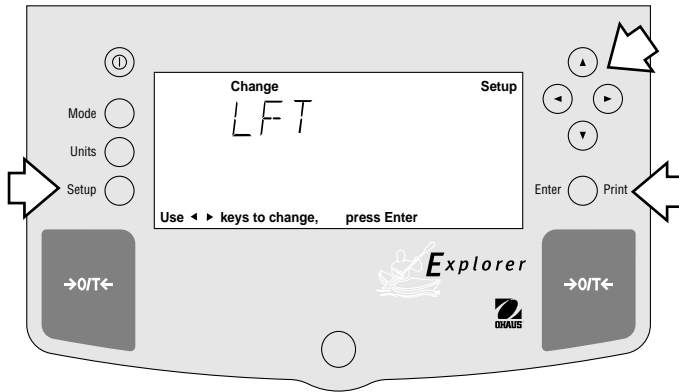 Change Setup
LFT
Mode
Units
Setup
Enter Print
Use ◄ ► keys to change, press Enter
→0/T←
Explorer
→0/T←
OHAUS